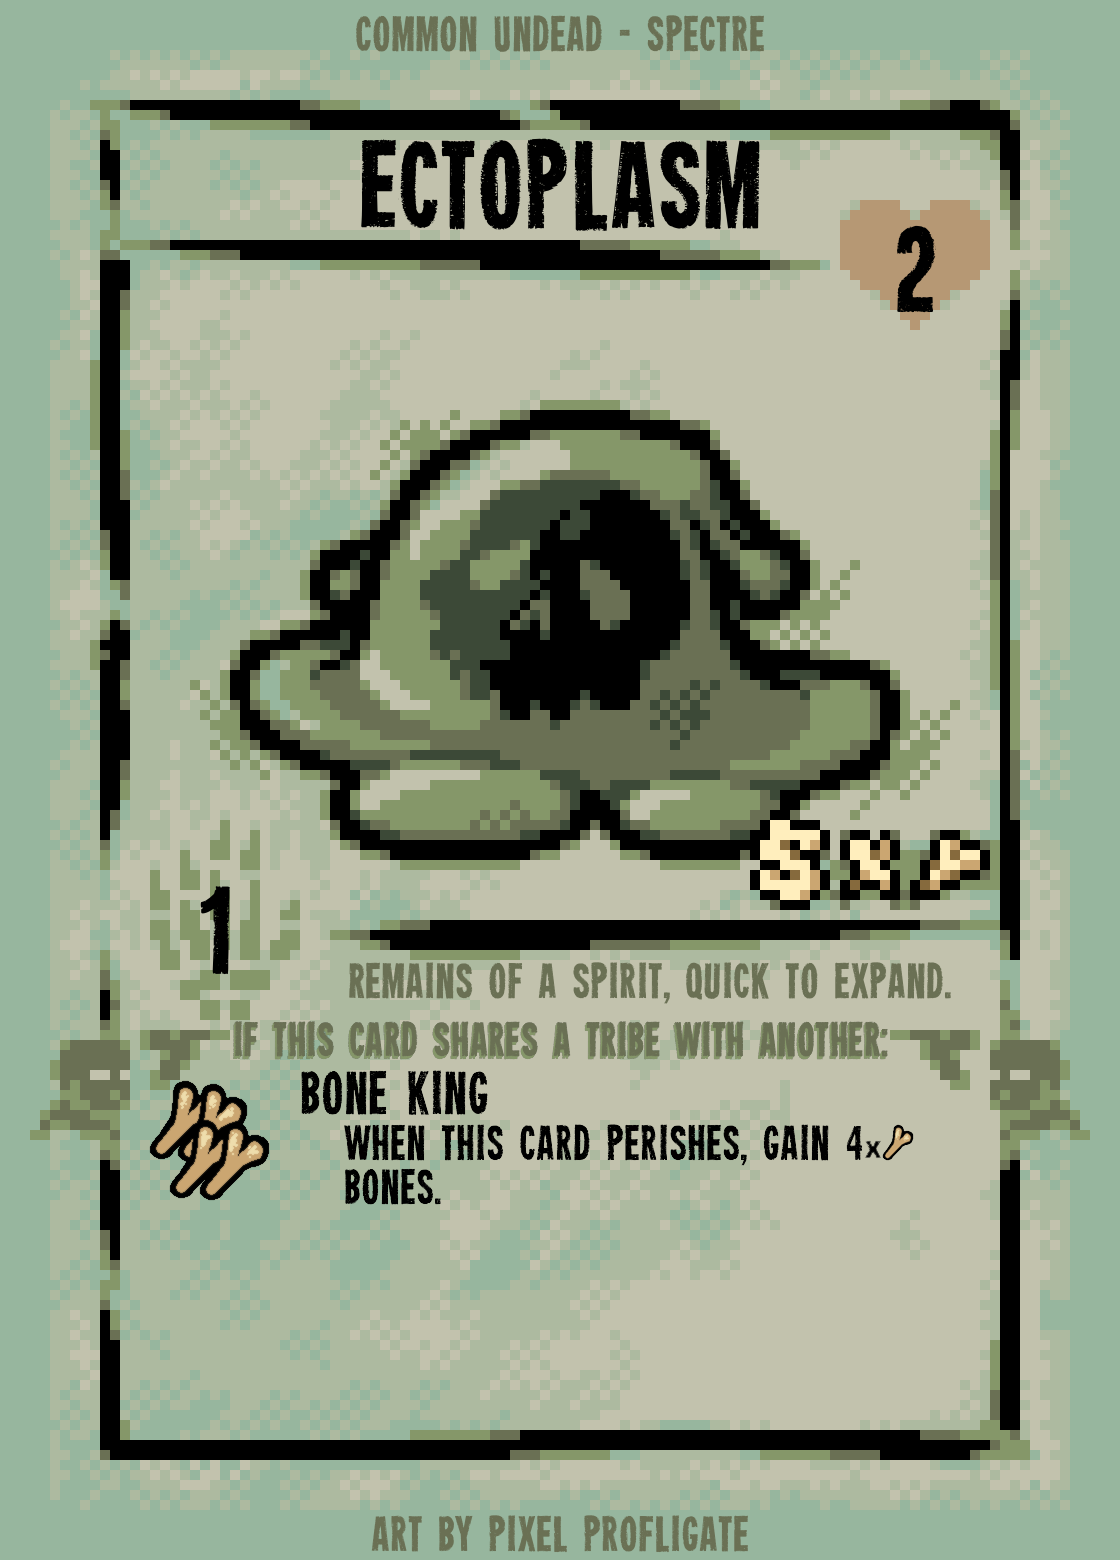 COMMON UNDEAD - SPECTRE
ECTOPLASM
2
5X
1
REMAINS OF A SPIRIT, QUICK TO EXPAND.
IF THIS CARD SHARES A TRIBE WITH ANOTHER:
BONE KING
WHEN THIS CARD PERISHES, GAIN 4x
BONES.
ART BY PIXEL PROFLIGATE